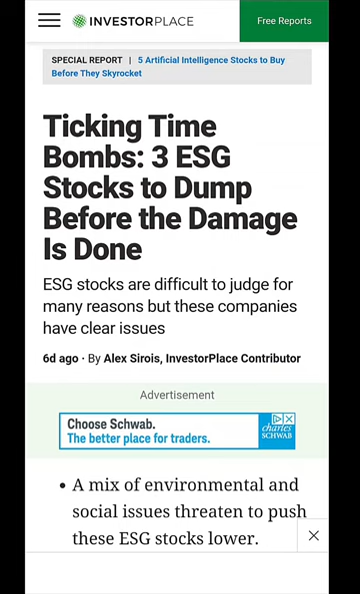 INVESTORPLACE
Free Reports
SPECIAL REPORT | 5 Artificial Intelligence Stocks to Buy
Before They Skyrocket
Ticking Time
Bombs: 3 ESG
Stocks to Dump
Before the Damage
Is Done
ESG stocks are difficult to judge for
many reasons but these companies
have clear issues
6d ago · By Alex Sirois, InvestorPlace Contributor
Advertisement
Choose Schwab.
The better place for traders.
charles
SCHWAB
• A mix of environmental and
social issues threaten to push
these ESG stocks lower.